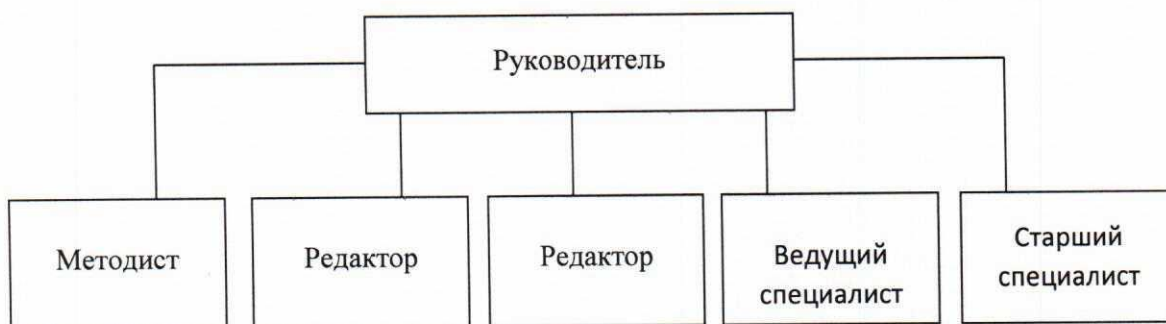 Руководитель
Методист
Редактор
Редактор
Ведущий
специалист
Старший
специалист